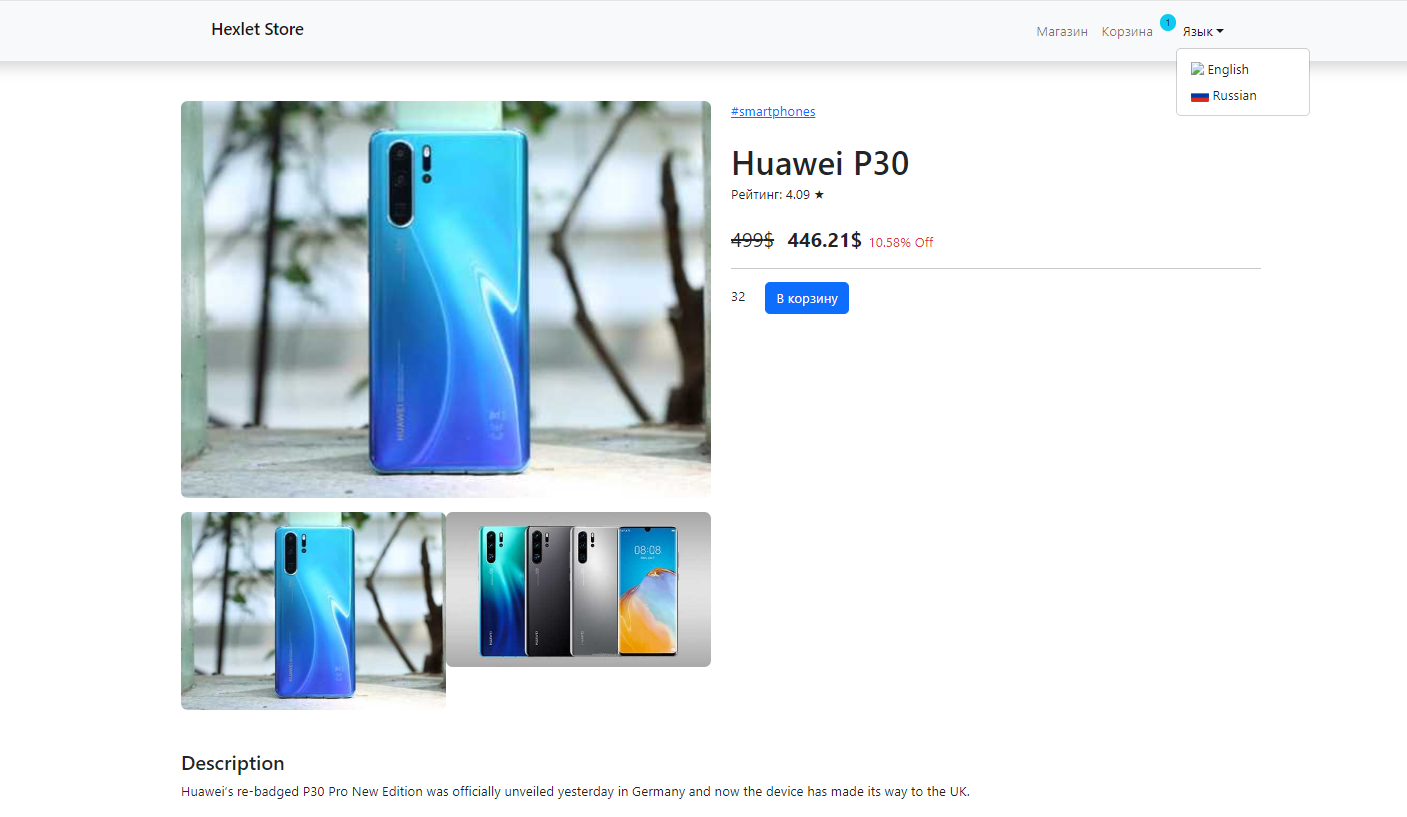 Hexlet Store
Магазин Корзина 1 Язык
English
Russian
#smartphones
Huawei P30
Рейтинг: 4.09 ★
499$ 446.21$ 10.58% Off
32 В корзину
HUAWEI
08:08
Description
Huawei's re-badged P30 Pro New Edition was officially unveiled yesterday in Germany and now the device has made its way to the UK.